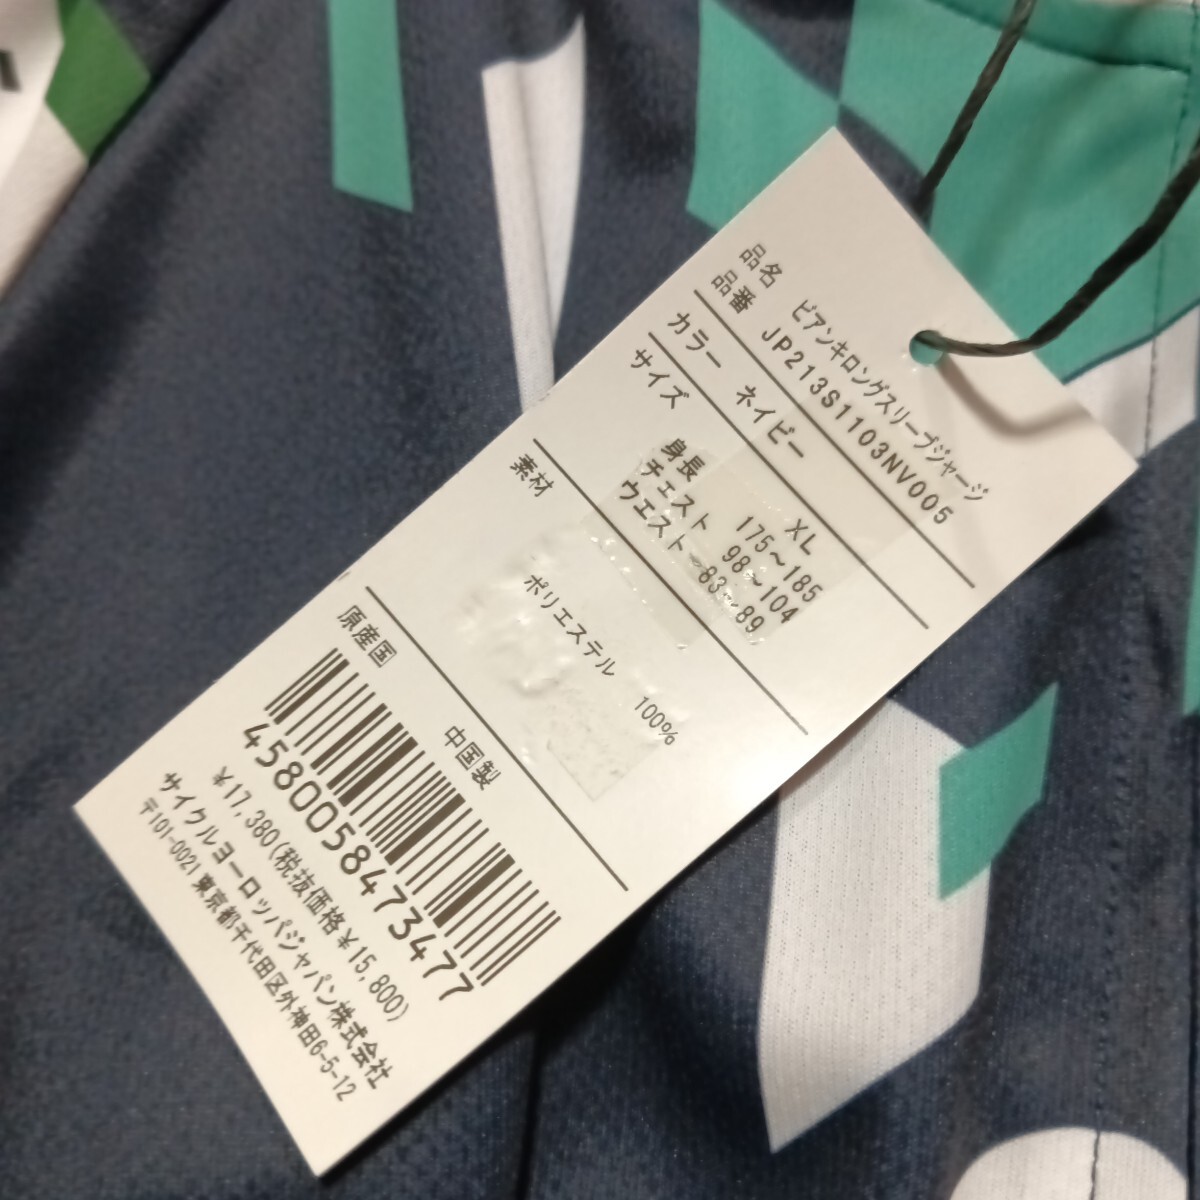 品名 ビアンキロングスリーブジャージ
品番 JP213S1103NV005
カラー ネイビー
サイズ XL
身長 175～185
チェスト 98～104
ウエスト 83～89
素材
ポリエステル 100%
原産国 中国製
4580058473477
¥17,380(税抜価格¥15,800)
サイクルヨーロッパジャパン株式会社
〒101-0021東京都千代田区外神田6-5-12